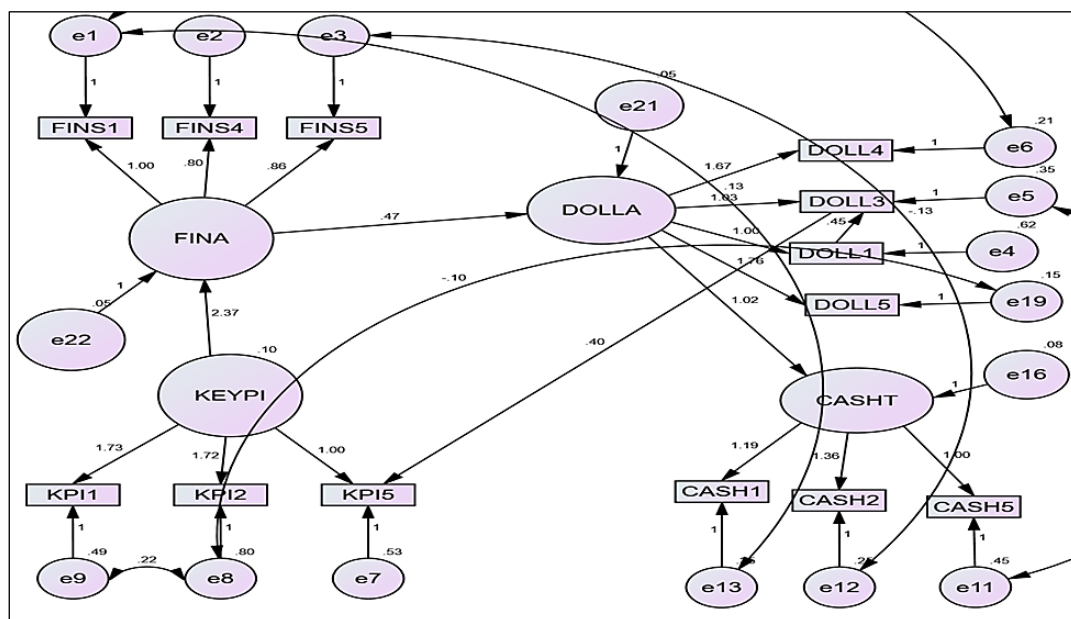 e1 e2 e3
.05
1 1 1
e21
.21
e6
FINS1 FINS4 FINS5
1
DOLL4 1
1.00 .80 .86
1.67
.35
.13
1.03
DOLL3 1 e5
-.13
FINA .47 DOLLA
1.00 .45
.62
DOLL1 1 e4
-.10
1.76
.15
1 .05
1.02
DOLL5 1 e19
e22
2.37
.10
.40
.08
e16
KEYPI
CASHT 1
1.73 1.72 1.00
1.19 1.36 1.00
KPI1 KPI2 KPI5
CASH1 CASH2 CASH5
1 1 1
1 1 1
.49 .22 .80 .53
.45
e9 e8 e7
e13 e12 e11